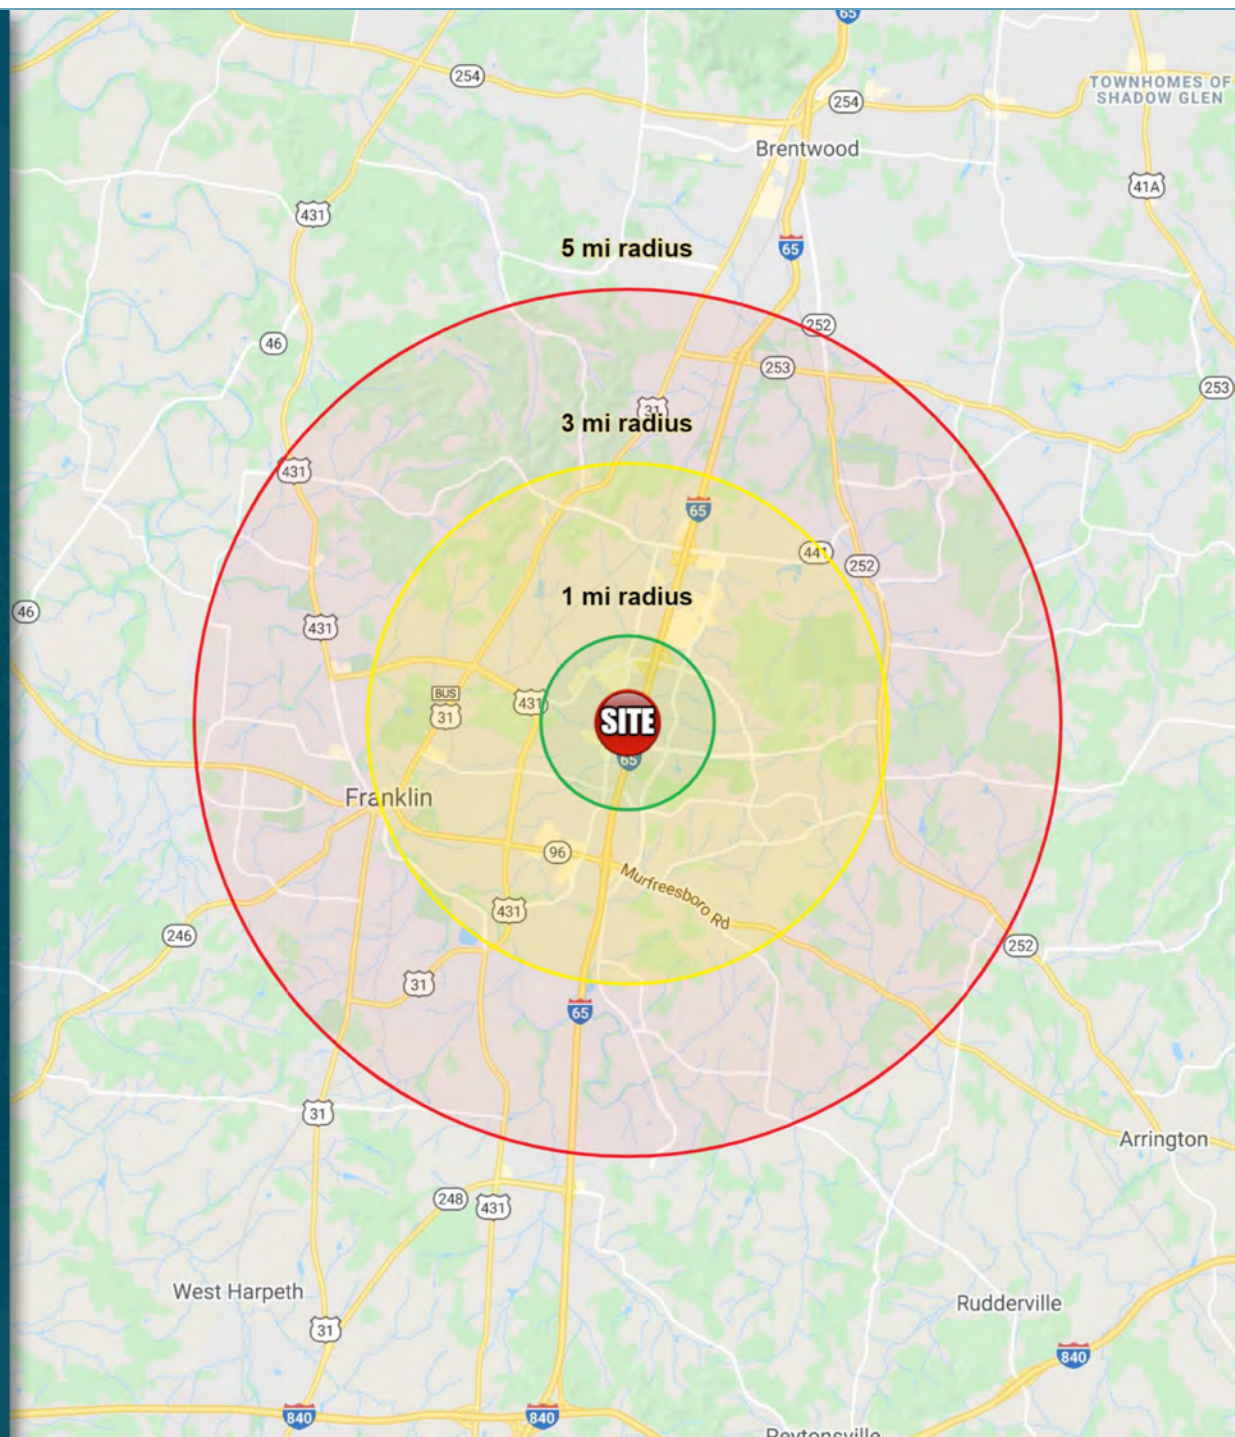 65
254
TOWNHOMES OF
SHADOW GLEN
254
Brentwood
41A
431
5 mi radius
65
252
46
253
253
31
3 mi radius
431
65
441
252
1 mi radius
46
431
BUS
31
431
SITE
65
Franklin
96
Murfreesboro Rd
431
246
252
31
65
31
Arrington
248
431
West Harpeth
Rudderville
31
840
840
840
Peytonsville